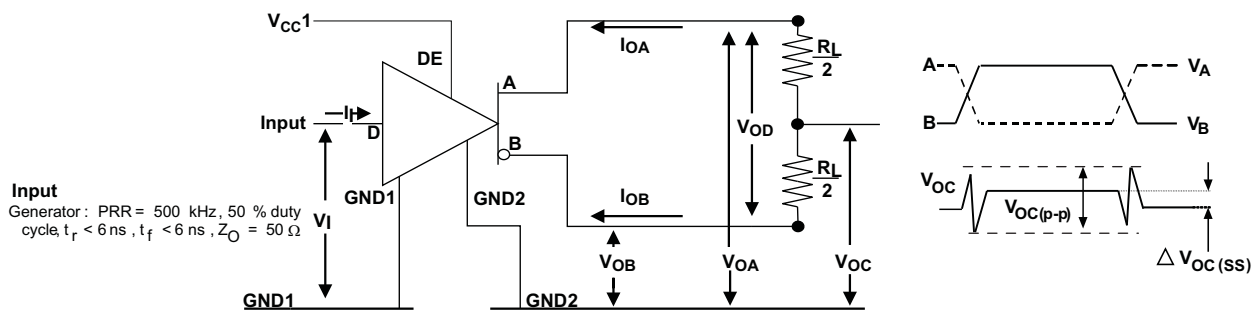 VCC1
DE
A
IOA
RL
2
II
Input
D
B
VOD
RL
2
Input
Generator: PRR = 500 kHz, 50 % duty
cycle, tr < 6 ns, tf < 6 ns, ZO = 50 Ω
VI
GND1
GND2
IOB
VOB
VOA
VOC
GND1
GND2
A
VA
B
VB
VOC
VOC(p-p)
△ VOC(SS)